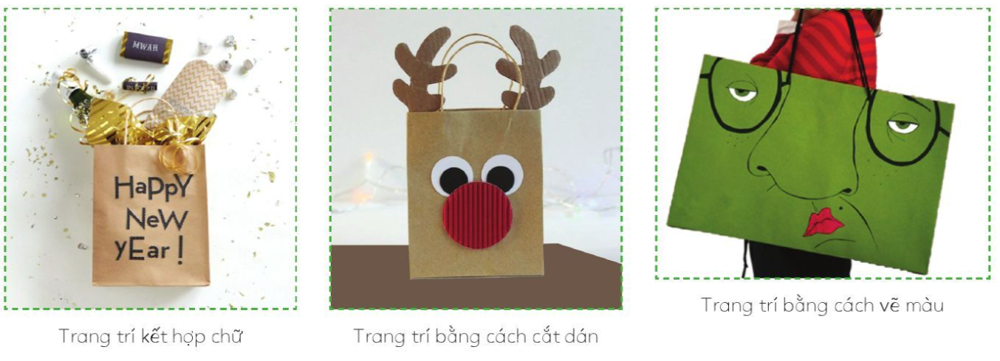 MWAH
HaPpY
NeW
yEar !
Trang trí kết hợp chữ
Trang trí bằng cách cắt dán
Trang trí bằng cách vẽ màu